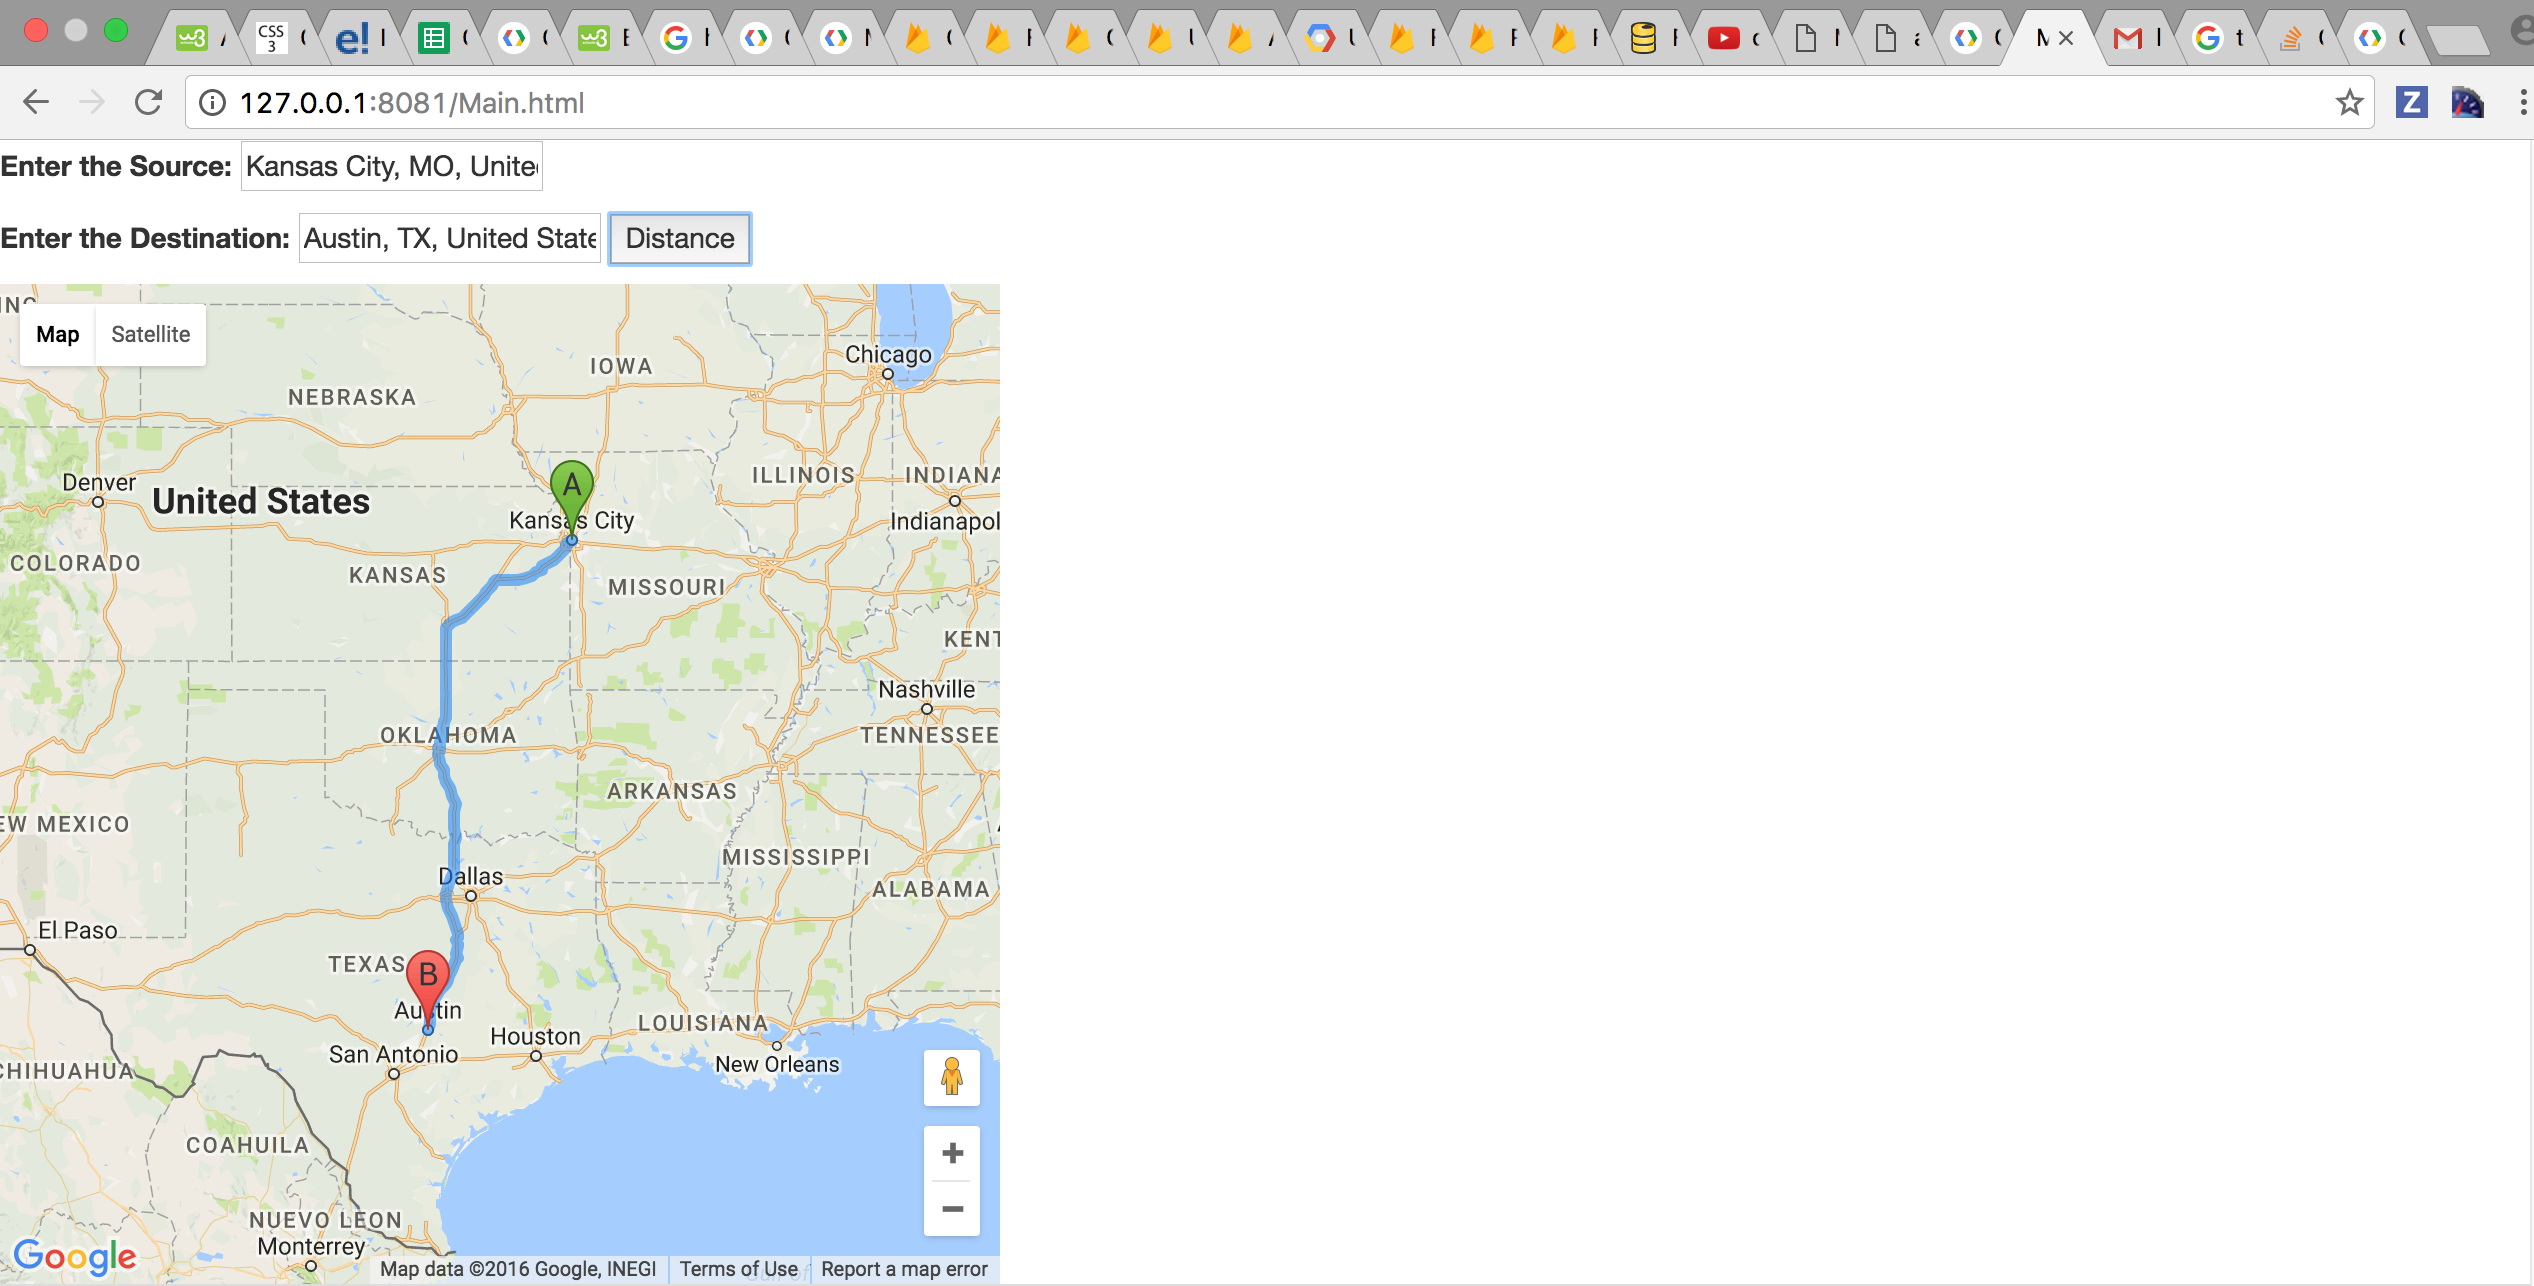 CSS
3
127.0.0.1:8081/Main.html
Z
Enter the Source: Kansas City, MO, Unite
Enter the Destination: Austin, TX, United State
Distance
Map Satellite
IOWA
Chicago
NEBRASKA
ILLINOIS
INDIANA
Denver
United States
A
Kansas City
Indianapol
COLORADO
KANSAS
MISSOURI
KENT
Nashville
OKLAHOMA
TENNESSEE
ARKANSAS
EW MEXICO
MISSISSIPPI
Dallas
ALABAMA
El Paso
TEXAS
B
Austin
LOUISIANA
Houston
San Antonio
New Orleans
CHIHUAHUA
COAHUILA
NUEVO LEON
Monterrey
Google
Map data ©2016 Google, INEGI Terms of Use Report a map error